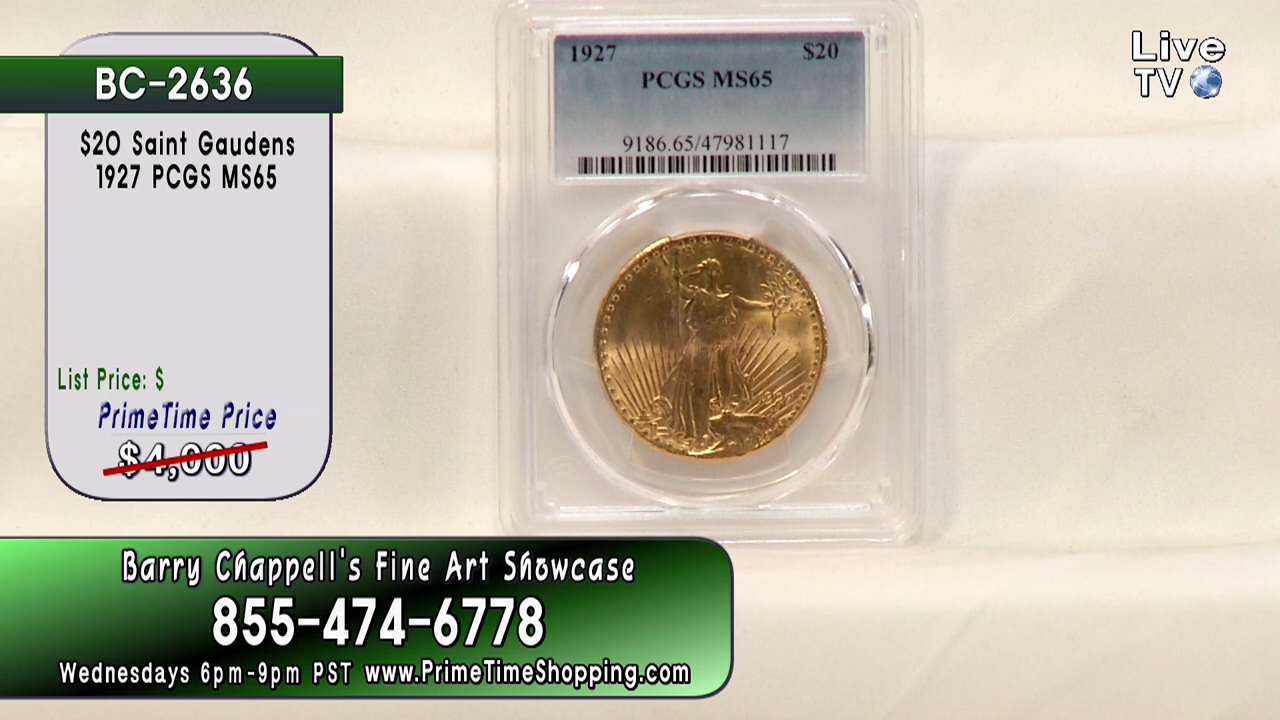 BC-2636
$20 Saint Gaudens
1927 PCGS MS65
List Price: $
PrimeTime Price
$4,000
1927 $20
PCGS MS65
9186.65/47981117
Live
TV
Barry Chappell's Fine Art Showcase
855-474-6778
Wednesdays 6pm-9pm PST www.PrimeTimeShopping.com